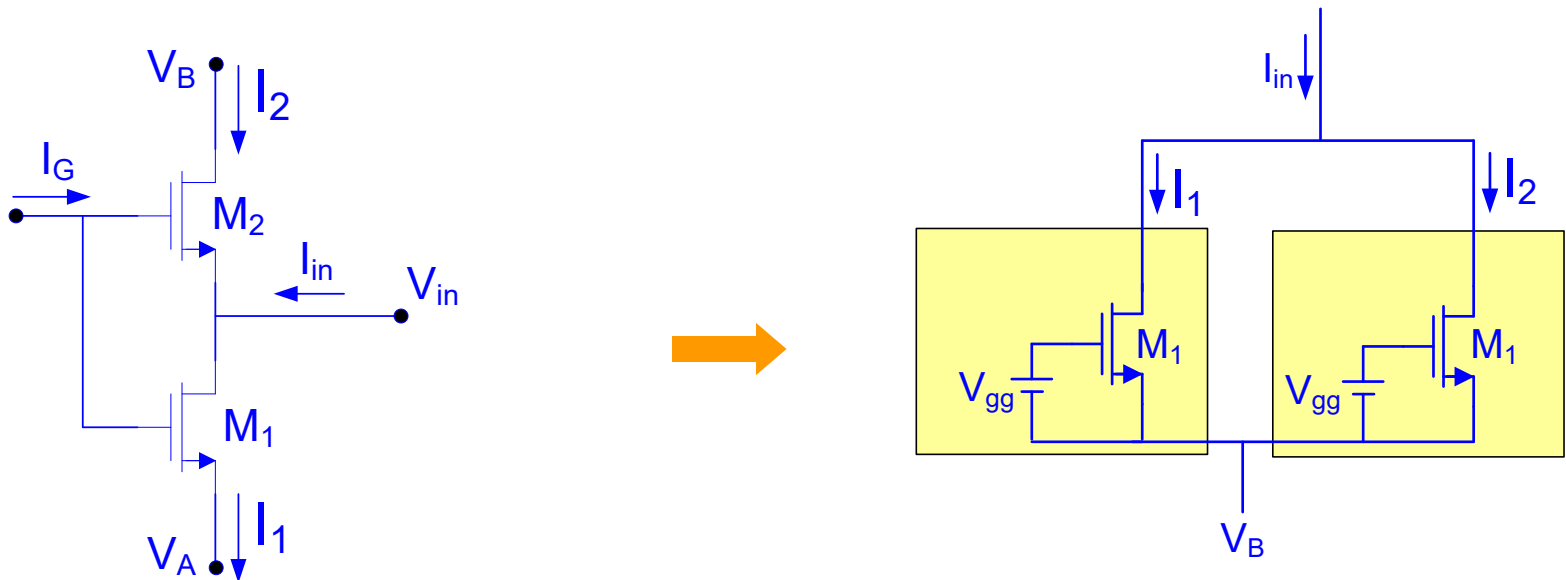 V_B
I_2
I_G
M_2
I_in
V_in
M_1
V_A
I_1
I_in
I_1
I_2
M_1
V_gg
M_1
V_gg
V_B